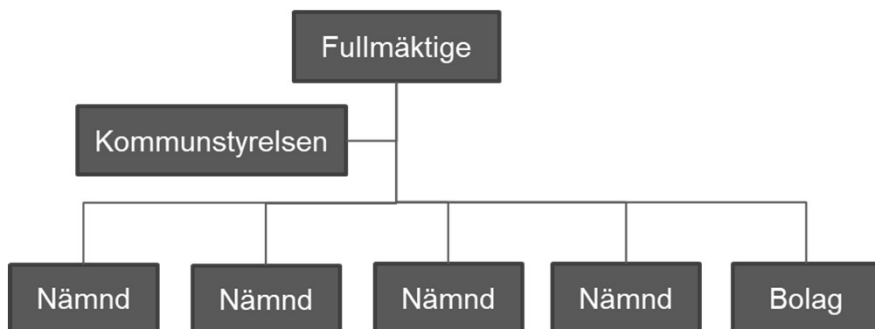 Fullmäktige
Kommunstyrelsen
Nämnd
Nämnd
Nämnd
Nämnd
Bolag